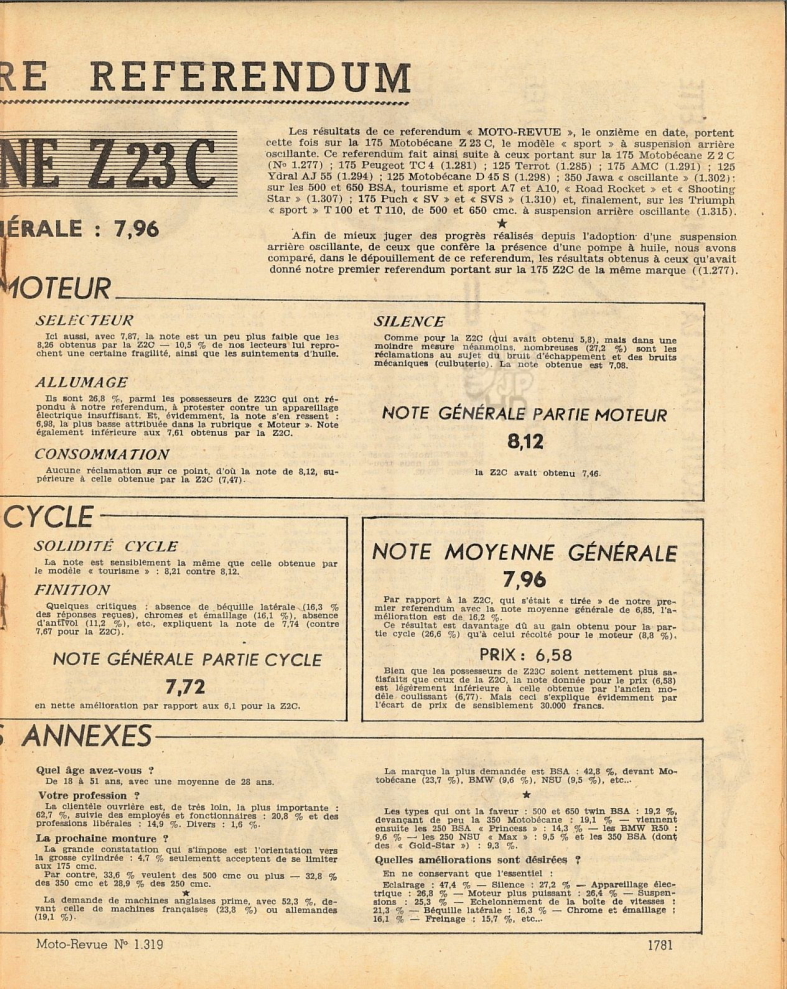 RE REFERENDUM
NE Z 23 C
ÉRALE : 7,96
Les résultats de ce referendum « MOTO-REVUE », le onzième en date, portent
cette fois sur la 175 Motobécane Z 23 C, le modèle « sport » à suspension arrière
oscillante. Ce referendum fait ainsi suite à ceux portant sur la 175 Motobécane Z 2 C
(Nº 1.277) ; 175 Peugeot TC 4 (1.281) ; 125 Terrot (1.285) ; 175 AMC (1.291) ; 125
Ydral AJ 55 (1.294) ; 125 Motobécane D 45 S (1.298) ; 350 Jawa « oscillante » (1.302) ;
sur les 500 et 650 BSA, tourisme et sport A7 et A10, « Road Rocket » et « Shooting
Star » (1.307) ; 175 Puch « SV » et « SVS » (1.310) et, finalement, sur les Triumph
« sport » T 100 et T 110, de 500 et 650 cmc. à suspension arrière oscillante (1.315).
★
Afin de mieux juger des progrès réalisés depuis l'adoption d'une suspension
arrière oscillante, de ceux que confère la présence d'une pompe à huile, nous avons
comparé, dans le dépouillement de ce referendum, les résultats obtenus à ceux qu'avait
donné notre premier referendum portant sur la 175 Z2C de la même marque ((1.277).
MOTEUR
SELECTEUR
Ici aussi, avec 7,87, la note est un peu plus faible que les
8,26 obtenus par la Z2C — 10,5 % de nos lecteurs lui repro-
chent une certaine fragilité, ainsi que les suintements d'huile.
ALLUMAGE
Ils sont 26,8 %, parmi les possesseurs de Z23C qui ont ré-
pondu à notre referendum, à protester contre un appareillage
électrique insuffisant. Et, évidemment, la note s'en ressent :
6,98, la plus basse attribuée dans la rubrique « Moteur ». Note
également inférieure aux 7,61 obtenus par la Z2C.
CONSOMMATION
Aucune réclamation sur ce point, d'où la note de 8,12, su-
périeure à celle obtenue par la Z2C (7,47).
SILENCE
Comme pour la Z2C (qui avait obtenu 5,8), mais dans une
moindre mesure néanmoins, nombreuses (27,2 %) sont les
réclamations au sujet du bruit d'échappement et des bruits
mécaniques (culbuterie). La note obtenue est 7,08.
NOTE GÉNÉRALE PARTIE MOTEUR
8,12
la Z2C avait obtenu 7,46.
CYCLE
SOLIDITÉ CYCLE
La note est sensiblement la même que celle obtenue par
le modèle « tourisme » : 8,21 contre 8,12.
FINITION
Quelques critiques : absence de béquille latérale (16,3 %
des réponses reçues), chromes et émaillage (16,1 %), absence
d'antivol (11,2 %), etc., expliquent la note de 7,74 (contre
7,67 pour la Z2C).
NOTE GÉNÉRALE PARTIE CYCLE
7,72
en nette amélioration par rapport aux 6,1 pour la Z2C.
NOTE MOYENNE GÉNÉRALE
7,96
Par rapport à la Z2C, qui s'était « tirée » de notre pre-
mier referendum avec la note moyenne générale de 6,85, l'a-
mélioration est de 16,2 %.
Ce résultat est davantage dû au gain obtenu pour la par-
tie cycle (26,6 %) qu'à celui récolté pour le moteur (8,8 %).
PRIX : 6,58
Bien que les possesseurs de Z23C soient nettement plus sa-
tisfaits que ceux de la Z2C, la note donnée pour le prix (6,58)
est légèrement inférieure à celle obtenue par l'ancien mo-
dèle coulissant (6,77). Mais ceci s'explique évidemment par
l'écart de prix de sensiblement 30.000 francs.
S ANNEXES
Quel âge avez-vous ?
De 18 à 51 ans, avec une moyenne de 28 ans.
Votre profession ?
La clientèle ouvrière est, de très loin, la plus importante :
62,7 %, suivie des employés et fonctionnaires : 20,8 % et des
professions libérales : 14,9 %. Divers : 1,6 %.
La prochaine monture ?
La grande constatation qui s'impose est l'orientation vers
la grosse cylindrée : 4,7 % seulementt acceptent de se limiter
aux 175 cmc.
Par contre, 33,6 % veulent des 500 cmc ou plus — 32,8 %
des 350 cmc et 28,9 % des 250 cmc.
★
La demande de machines anglaises prime, avec 52,3 %, de-
vant celle de machines françaises (23,8 %) ou allemandes
(19,1 %).
La marque la plus demandée est BSA : 42,8 %, devant Mo-
tobécane (23,7 %), BMW (9,6 %), NSU (9,5 %), etc...
★
Les types qui ont la faveur : 500 et 650 twin BSA : 19,2 %,
devançant de peu la 350 Motobécane : 19,1 % — viennent
ensuite les 250 BSA « Princess » : 14,3 % — les BMW R50 :
9,6 % — les 250 NSU « Max » : 9,5 % et les 350 BSA (dont
des « Gold-Star ») : 9,3 %.
Quelles améliorations sont désirées ?
En ne conservant que l'essentiel :
Eclairage : 47,4 % — Silence : 27,2 % — Appareillage élec-
trique : 26,8 % — Moteur plus puissant : 26,4 % — Suspen-
sions : 25,3 % — Echelonnement de la boîte de vitesses :
21,3 % — Béquille latérale : 16,3 % — Chrome et émaillage :
16,1 % — Freinage : 15,7 %, etc...
Moto-Revue Nº 1.319
1781